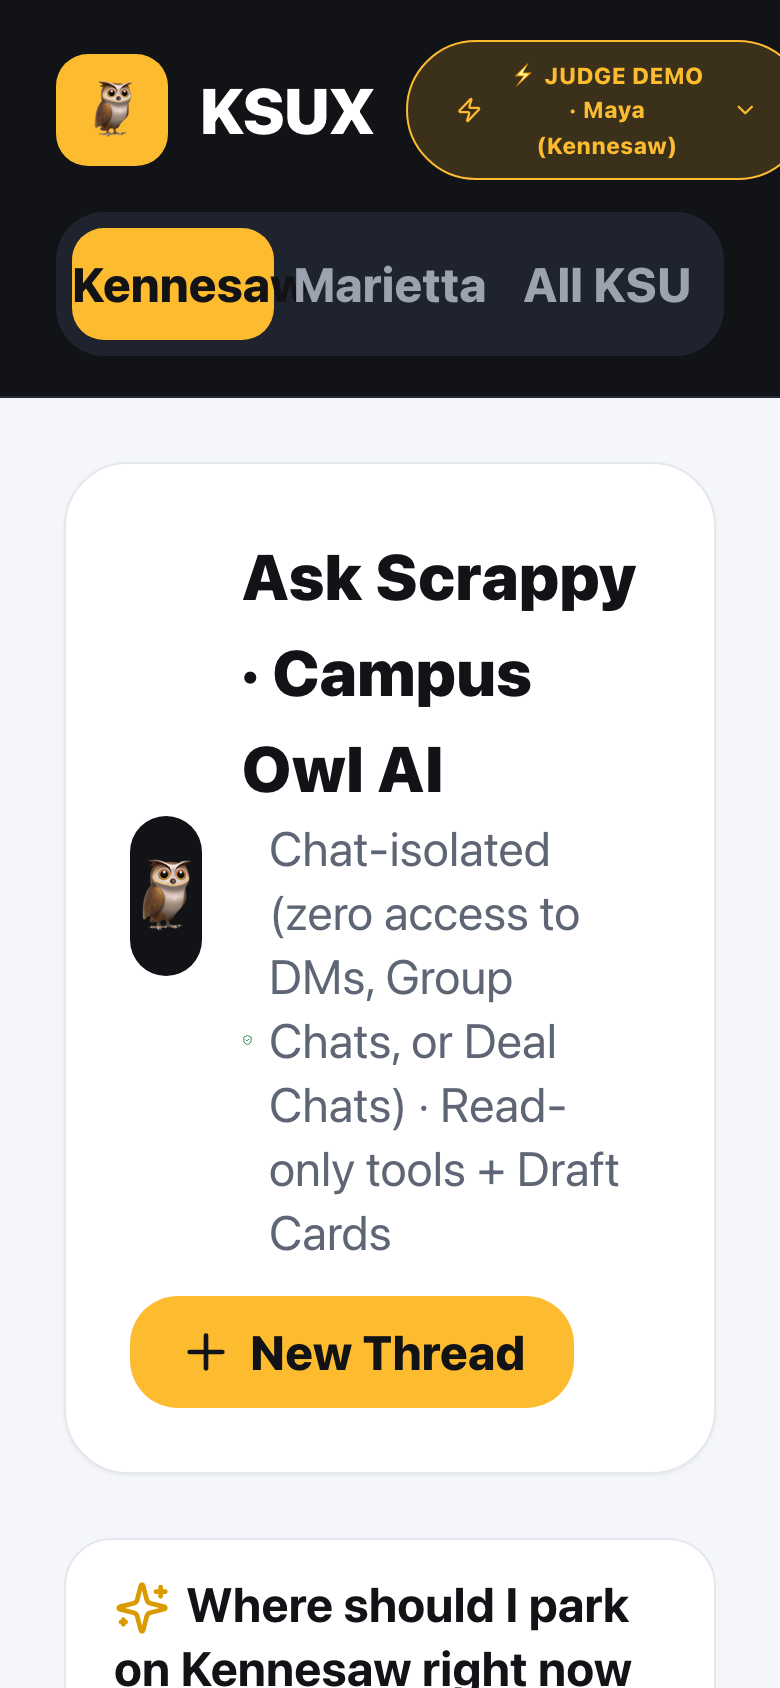 KSUX
⚡ JUDGE DEMO
· Maya
(Kennesaw)
Kennesaw
Marietta
All KSU
Ask Scrappy
· Campus
Owl AI
Chat-isolated
(zero access to
DMs, Group
Chats, or Deal
Chats) · Read-
only tools + Draft
Cards
New Thread
Where should I park
on Kennesaw right now